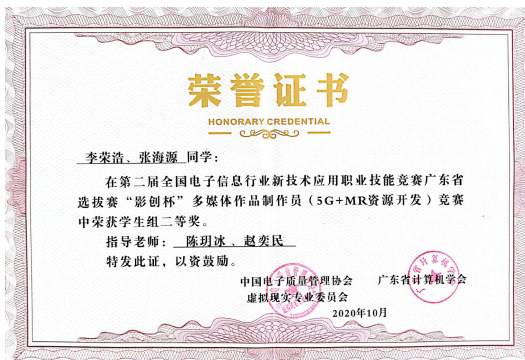 荣誉证书
HONORARY CREDENTIAL
李荣浩、张海源 同学：
在第二届全国电子信息行业新技术应用职业技能竞赛广东省
选拔赛“影创杯”多媒体作品制作员（5G+MR资源开发）竞赛
中荣获学生组二等奖。
指导老师： 陈玥冰 、赵奕民
特发此证，以资鼓励。
中国电子质量管理协会 广东省计算机学会
虚拟现实专业委员会
2020年10月